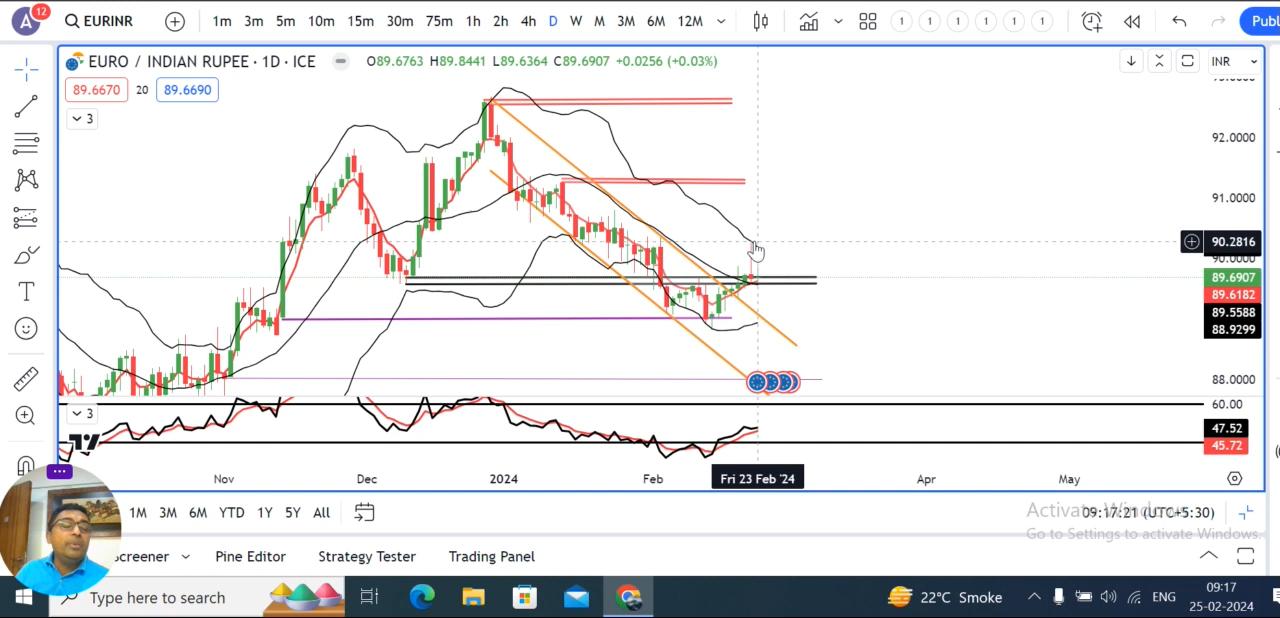 A 12 EURINR 1m 3m 5m 10m 15m 30m 75m 1h 2h 4h D W M 3M 6M 12M 1 1 1 1 1 1 Publ
EURO / INDIAN RUPEE · 1D · ICE O89.6763 H89.8441 L89.6364 C89.6907 +0.0256 (+0.03%) INR
89.6670 20 89.6690
3
92.0000
91.0000
90.2816
90.0000
89.6907
89.6182
89.5588
88.9299
88.0000
3
60.00
47.52
45.72
Nov Dec 2024 Feb Fri 23 Feb '24 Apr May
1M 3M 6M YTD 1Y 5Y All 09:17:21 (UTC+5:30)
Activate Windows
Go to Settings to activate Windows.
Screener Pine Editor Strategy Tester Trading Panel
Type here to search 22°C Smoke ENG 09:17
25-02-2024